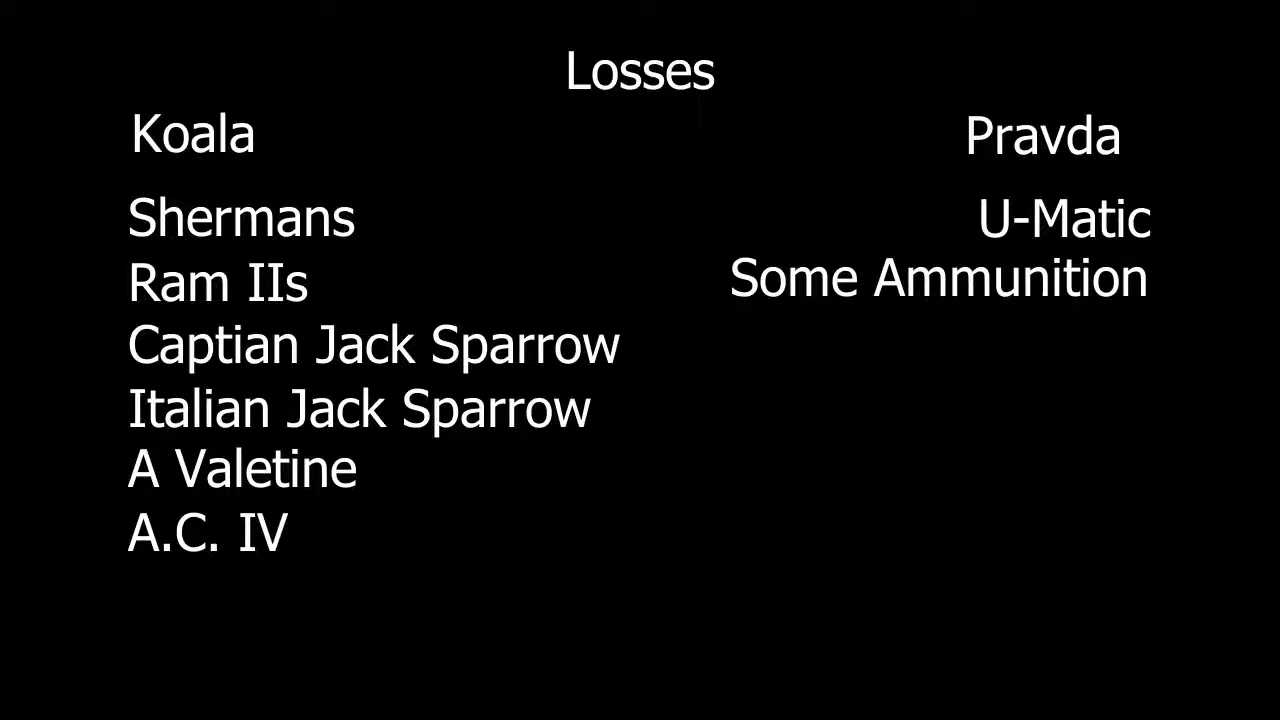 Losses
Koala
Pravda
Shermans
U-Matic
Ram IIs
Some Ammunition
Captian Jack Sparrow
Italian Jack Sparrow
A Valetine
A.C. IV